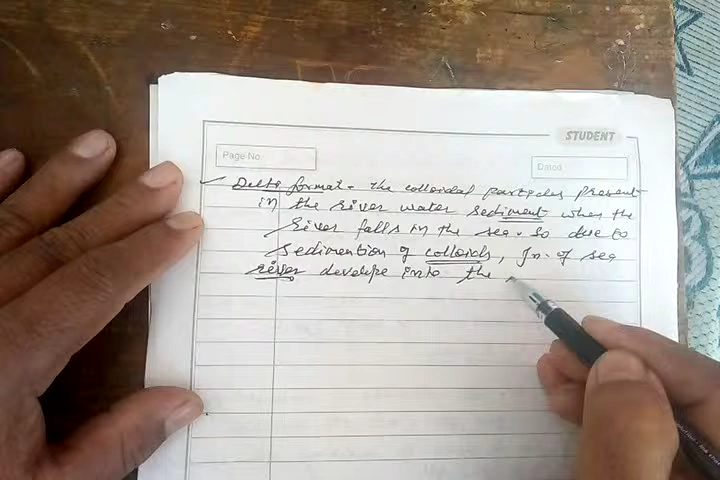 STUDENT
Page No.
Dated
Delta format. The colloidal particles present
in the river water sediment when the
river falls in the sea. So due to
sedimention of colloids, Jn. of sea
river develope into the